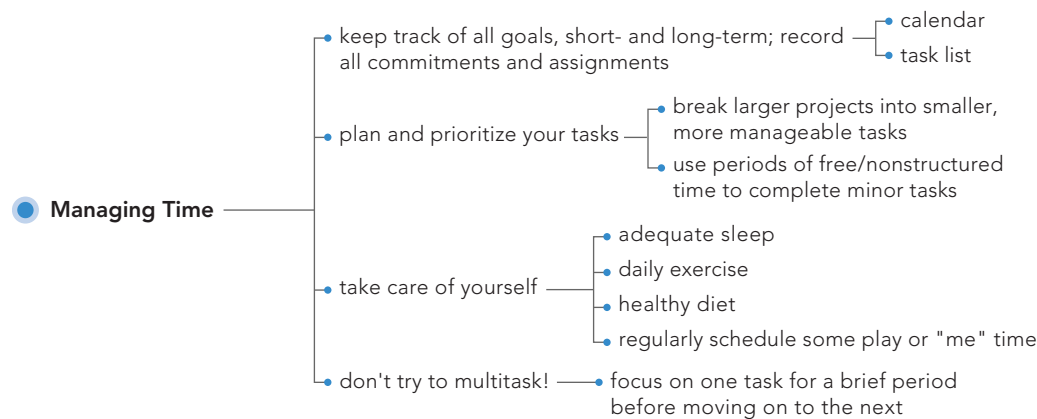 keep track of all goals, short- and long-term; record
all commitments and assignments
calendar
task list
plan and prioritize your tasks
break larger projects into smaller,
more manageable tasks
use periods of free/nonstructured
time to complete minor tasks
Managing Time
take care of yourself
adequate sleep
daily exercise
healthy diet
regularly schedule some play or "me" time
don't try to multitask!
focus on one task for a brief period
before moving on to the next